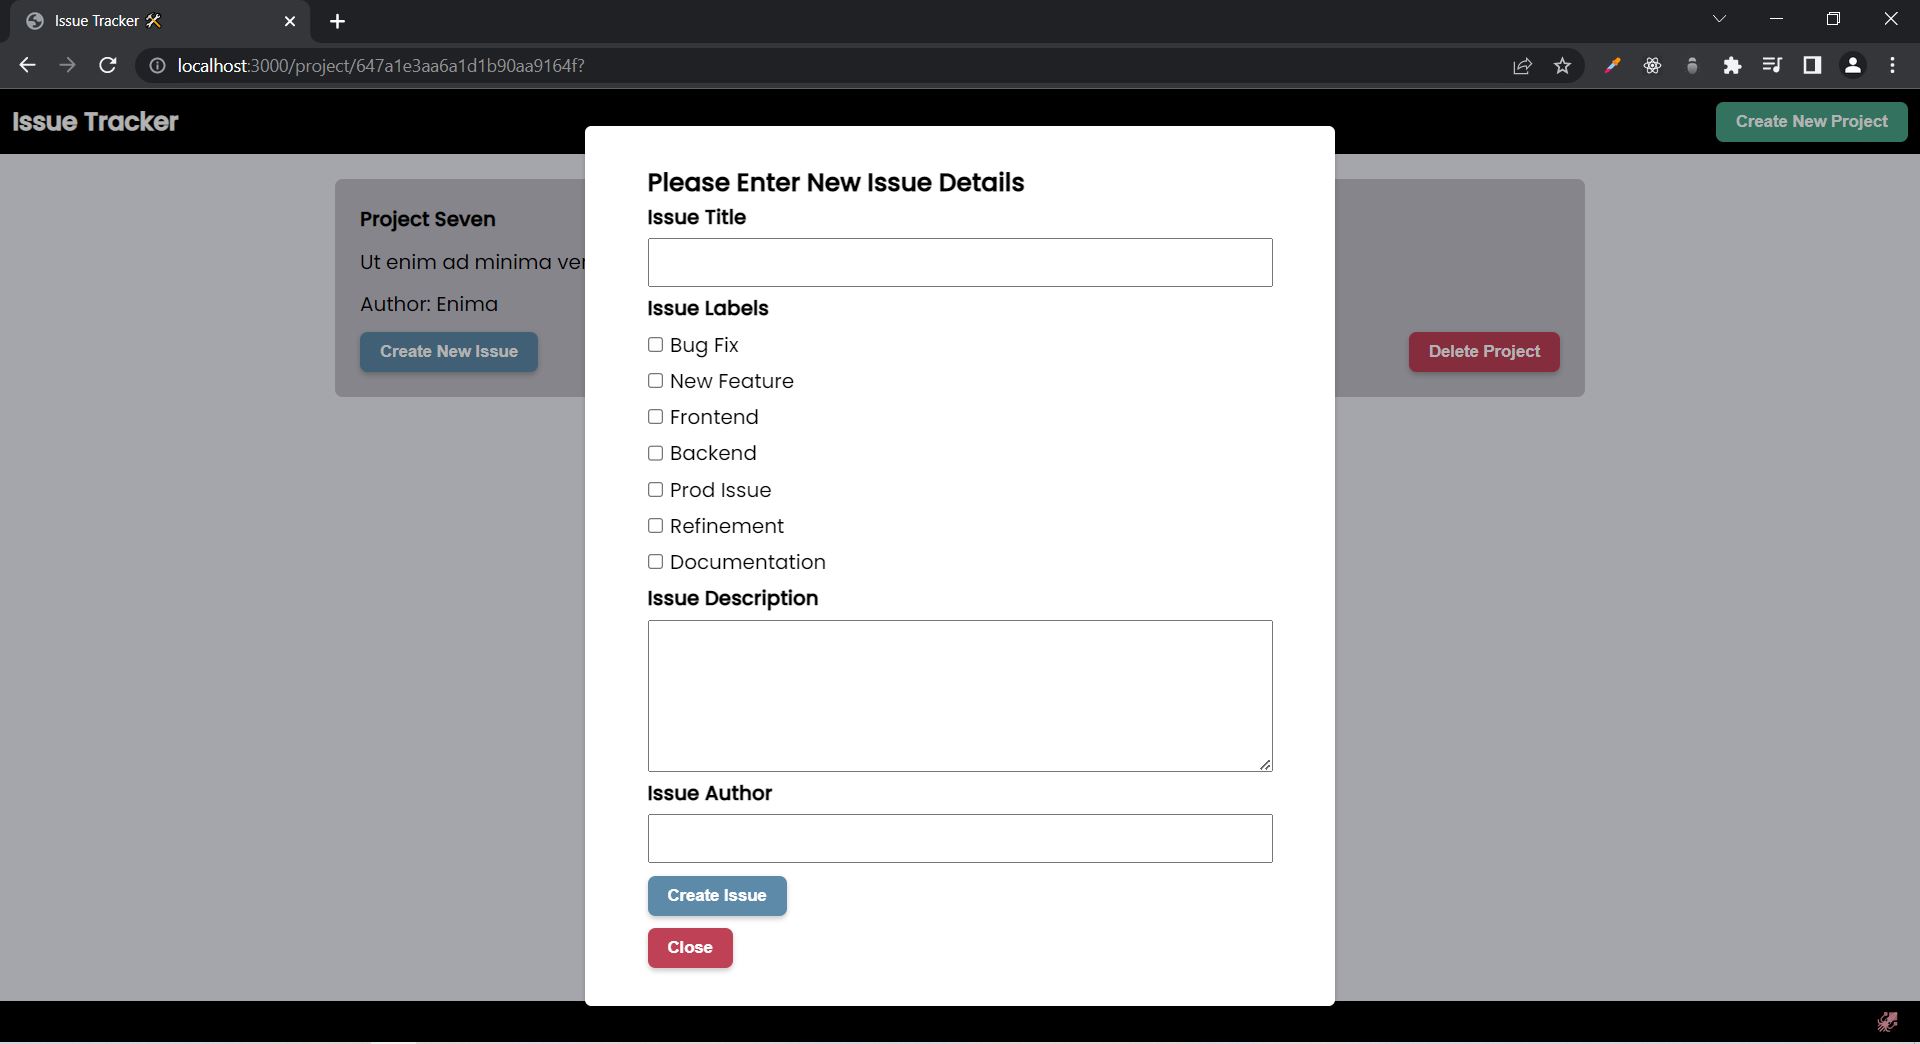 Issue Tracker 🛠
localhost:3000/project/647a1e3aa6a1d1b90aa9164f?
Issue Tracker
Create New Project
Project Seven
Ut enim ad minima
Author: Enima
Create New Issue
Delete Project
Please Enter New Issue Details
Issue Title
Issue Labels
Bug Fix
New Feature
Frontend
Backend
Prod Issue
Refinement
Documentation
Issue Description
Issue Author
Create Issue
Close